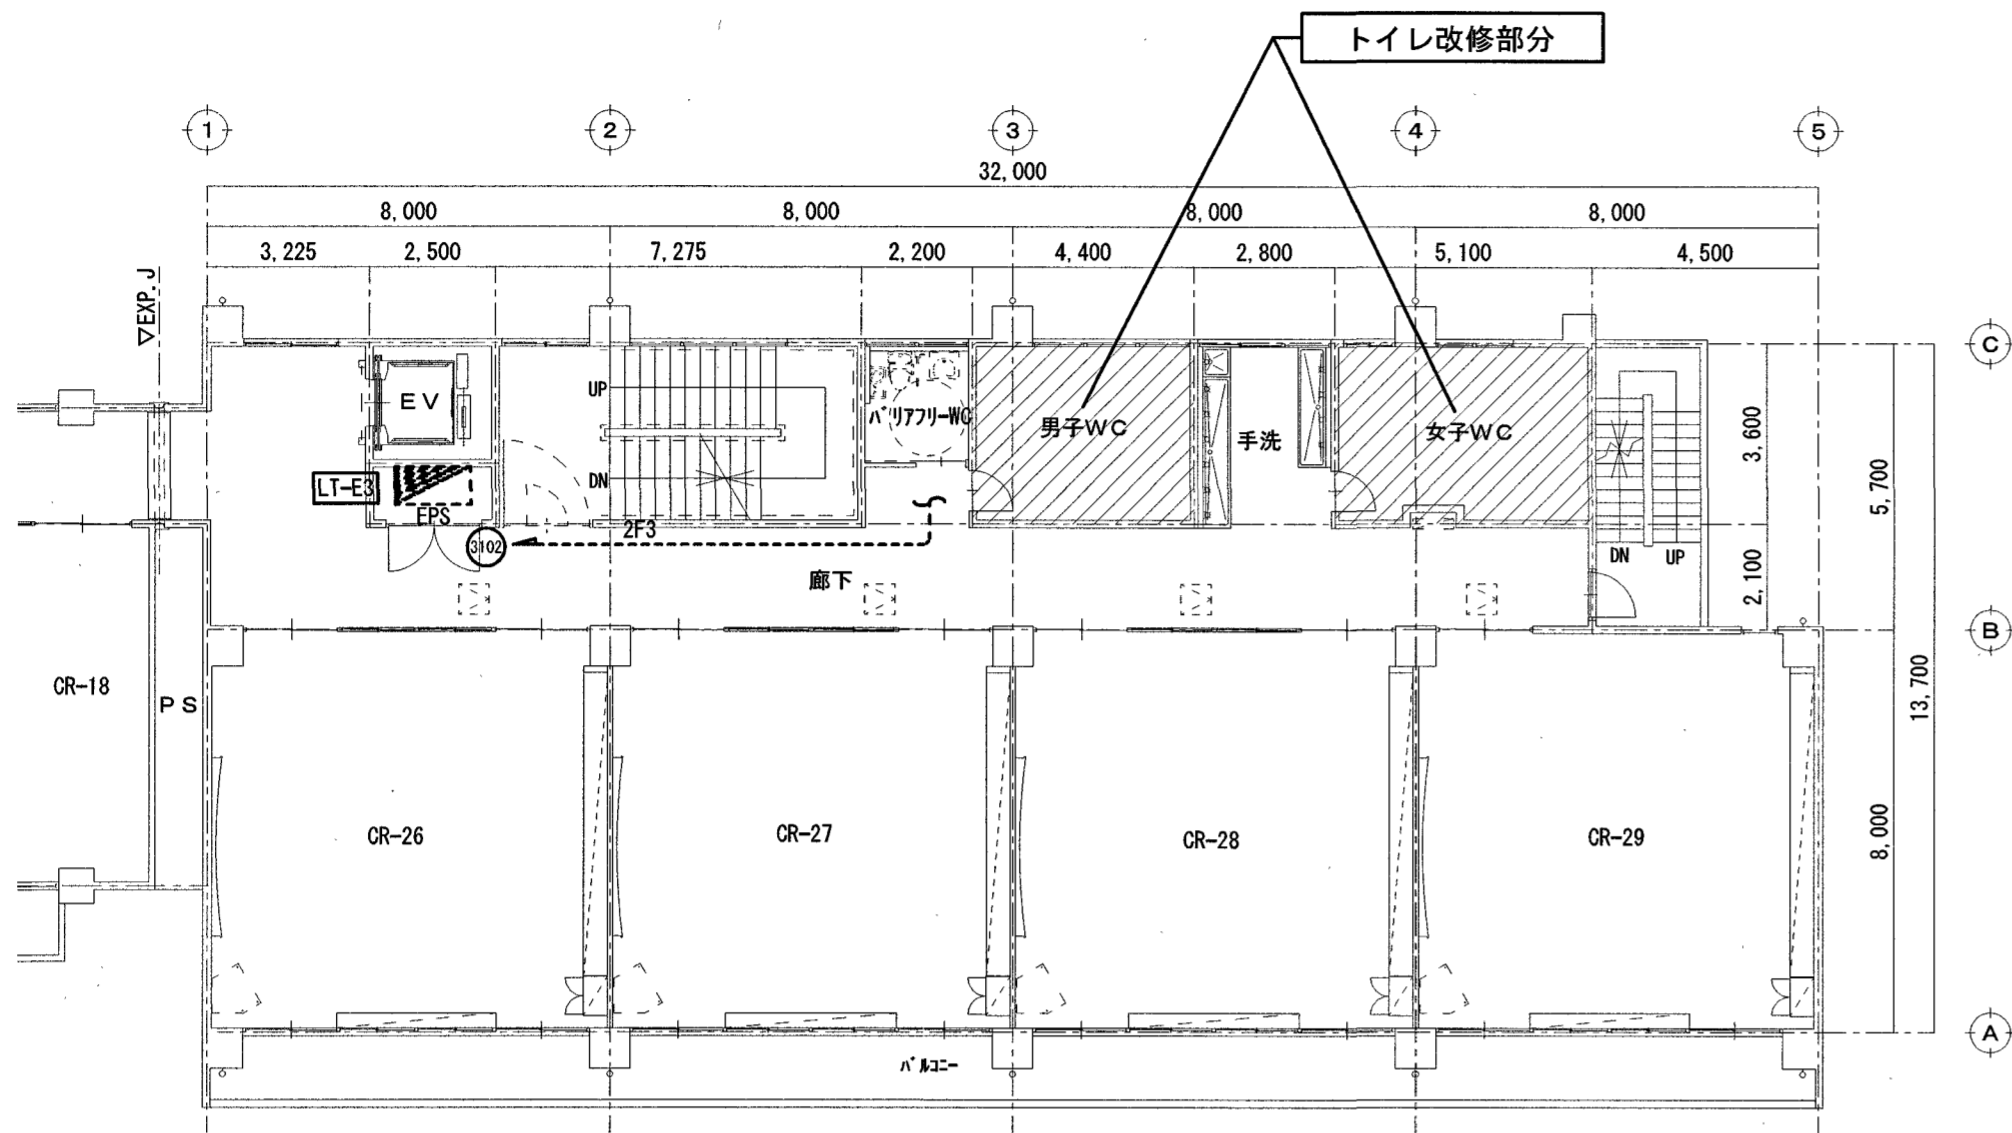 トイレ改修部分
1
2
3
4
5
32,000
8,000
8,000
8,000
8,000
3,225
2,500
7,275
2,200
4,400
2,800
5,100
4,500
▽EXP.J
C
EV
UP
DN
バリアフリーWC
男子WC
手洗
女子WC
3,600
5,700
LT-E3
EPS
3102
2F3
廊下
DN
UP
2,100
B
CR-18
PS
13,700
CR-26
CR-27
CR-28
CR-29
8,000
A
バルコニー